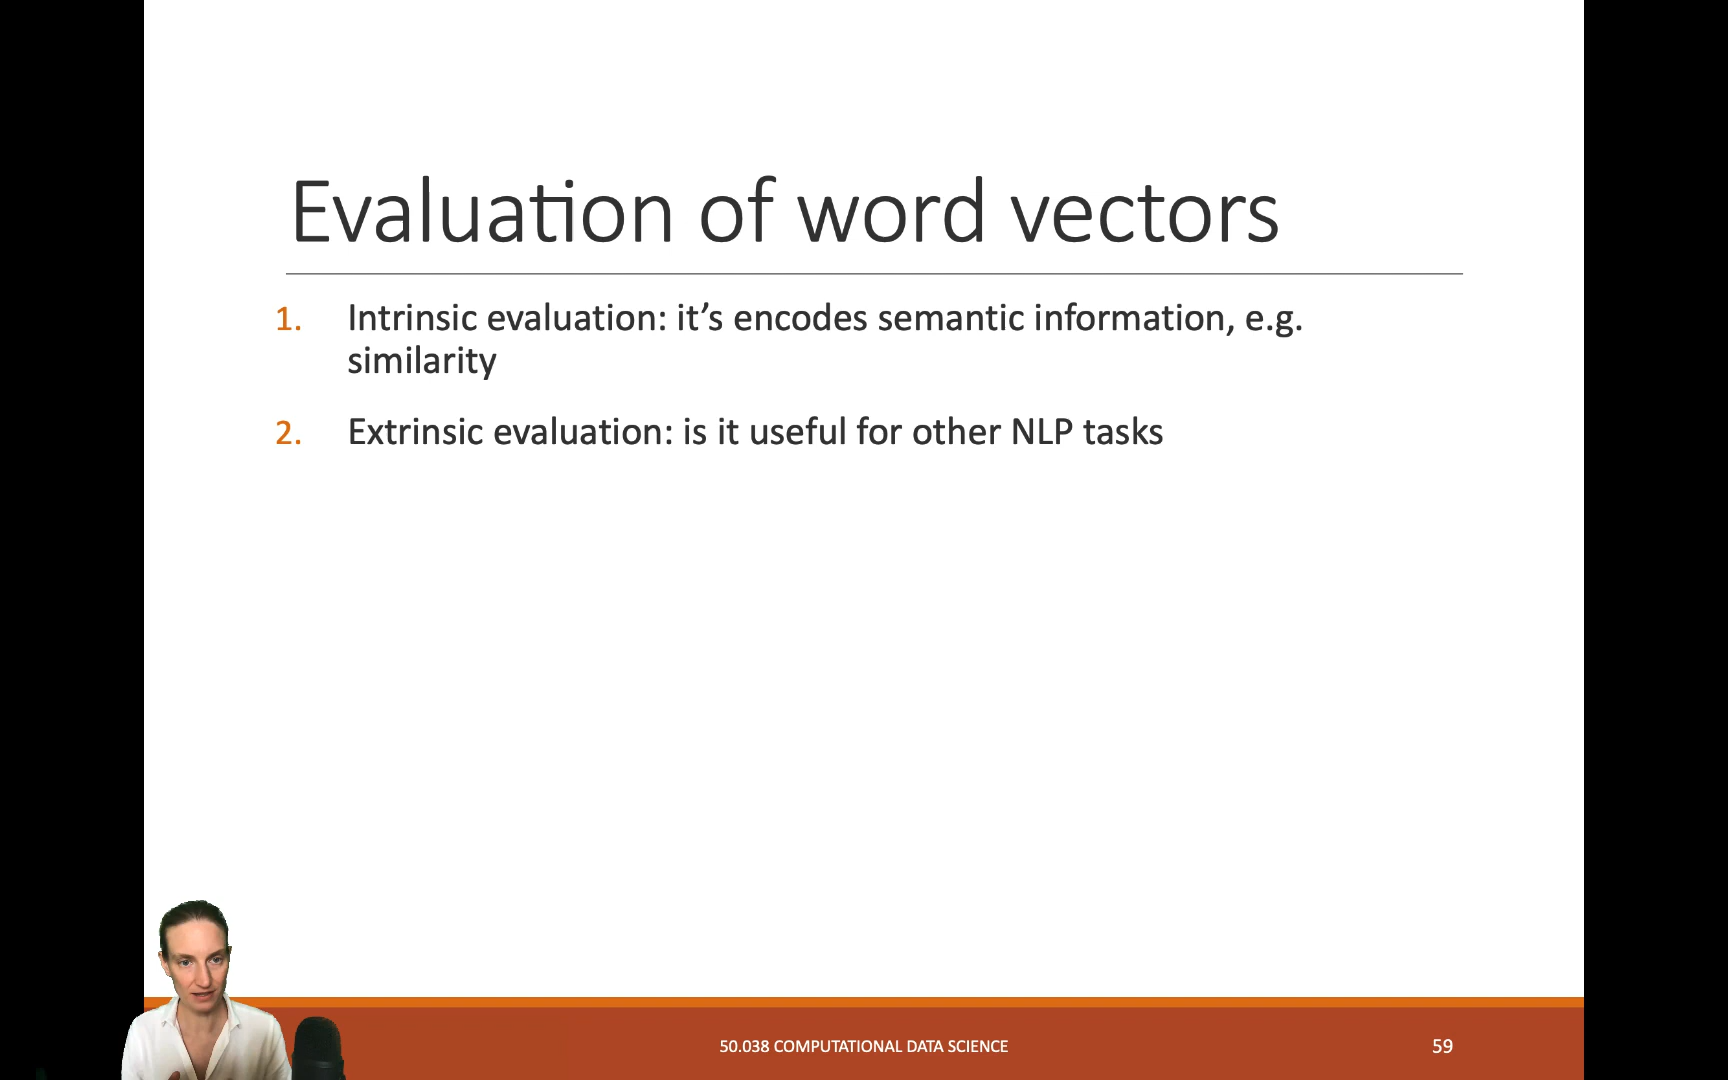 Evaluation of word vectors
1. Intrinsic evaluation: it’s encodes semantic information, e.g.
similarity
2. Extrinsic evaluation: is it useful for other NLP tasks
50.038 COMPUTATIONAL DATA SCIENCE
59